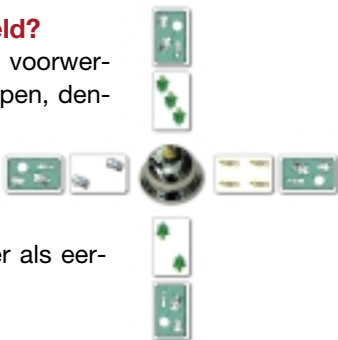 eld?
voorwer-
pen, den-
er als eer-